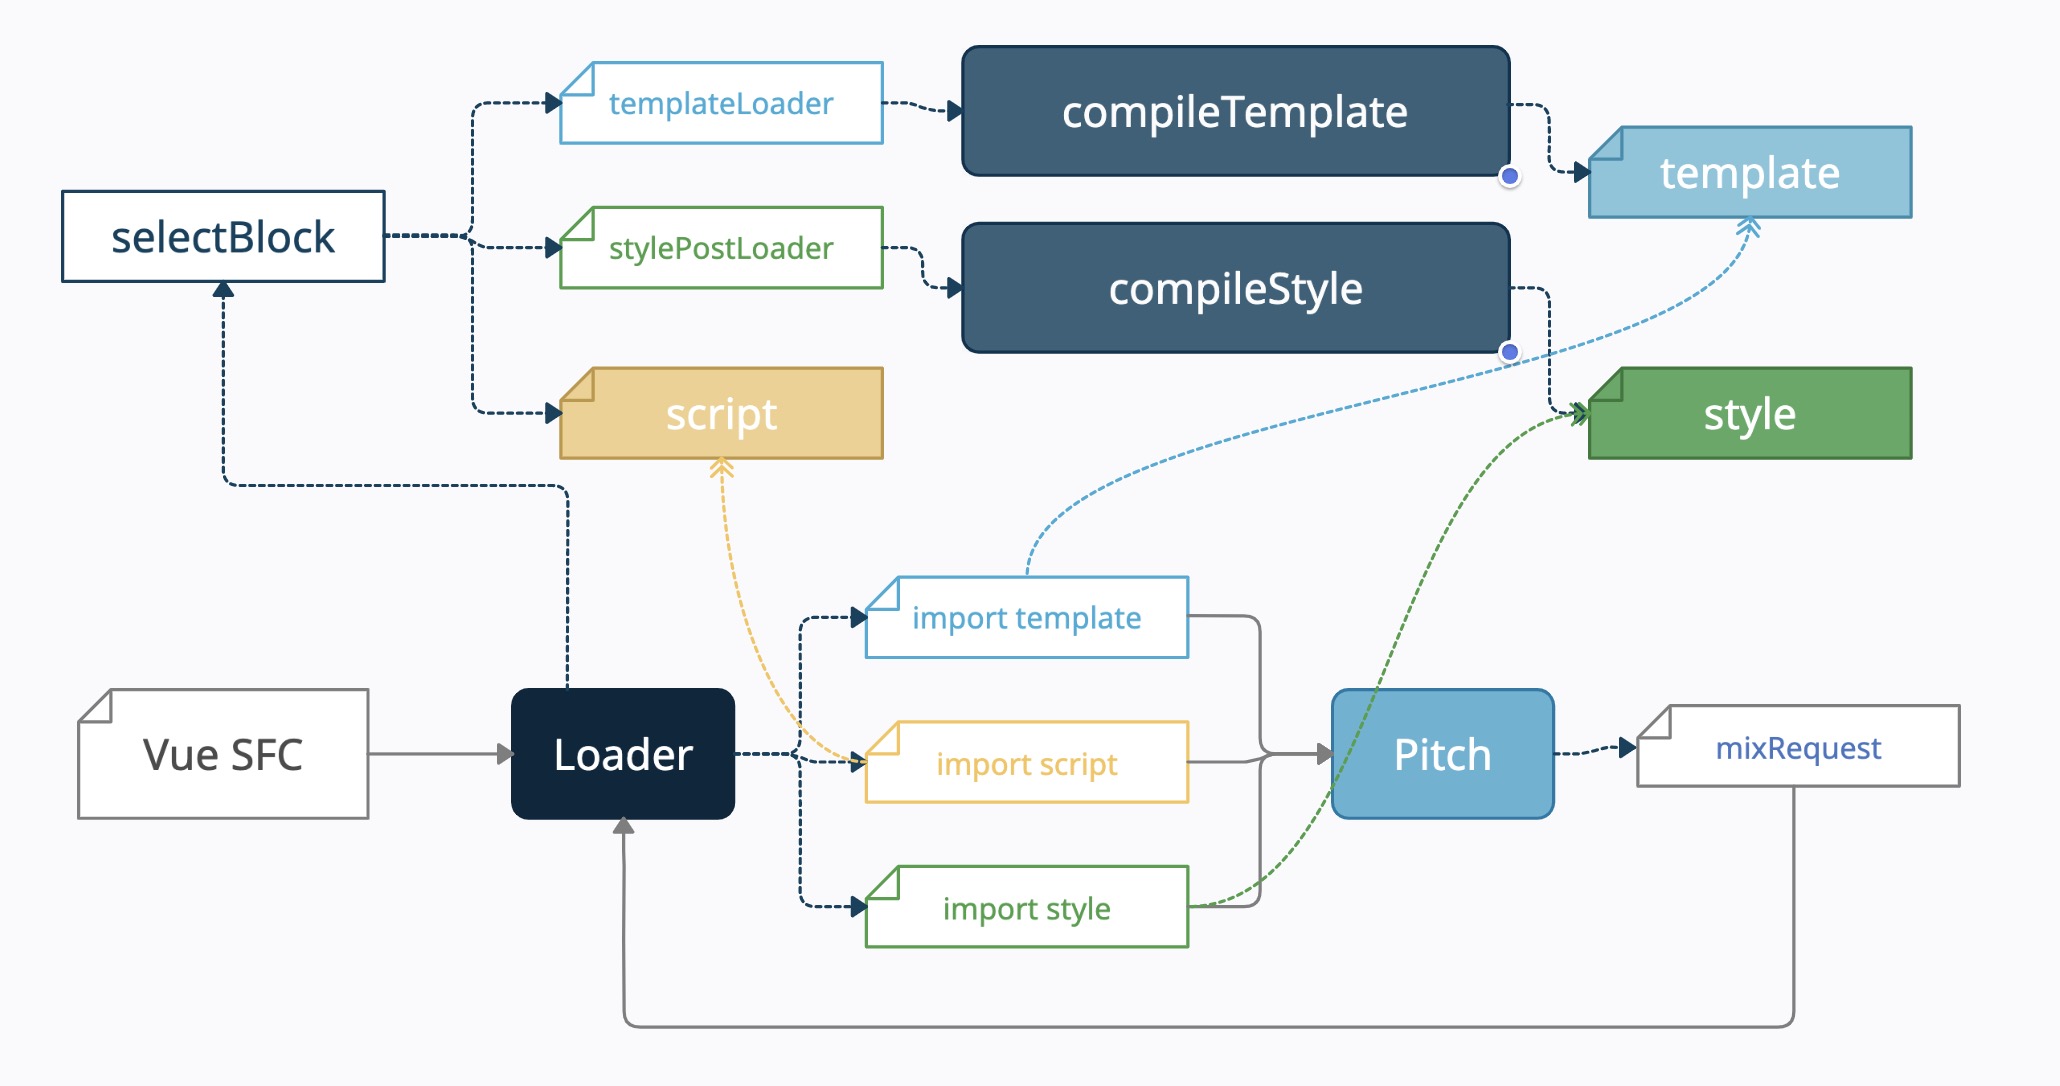 templateLoader
compileTemplate
template
selectBlock
stylePostLoader
compileStyle
script
style
import template
Vue SFC
Loader
import script
Pitch
mixRequest
import style